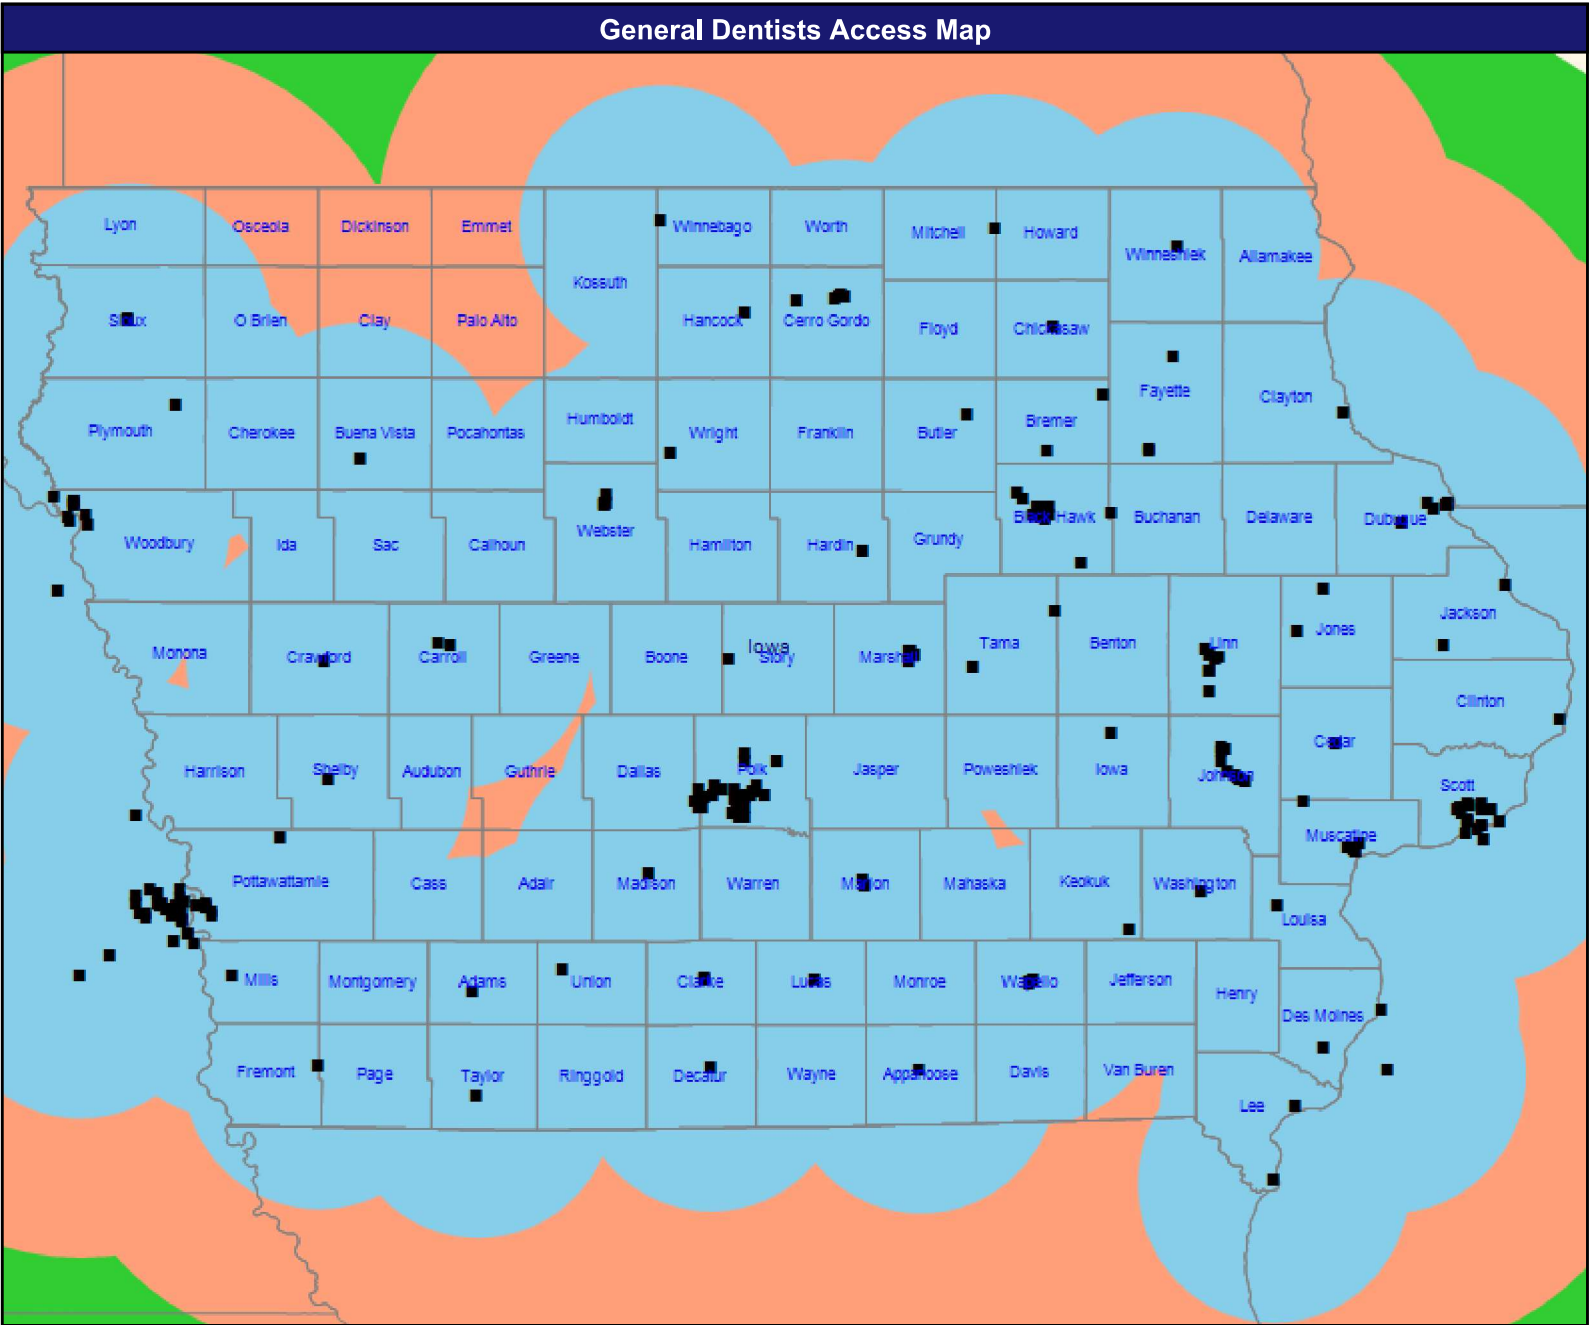 General Dentists Access Map
Lyon
Osceola
Dickinson
Emmet
Kossuth
Winnebago
Worth
Mitchell
Howard
Winneshiek
Allamakee
Sioux
O Brien
Clay
Palo Alto
Hancock
Cerro Gordo
Floyd
Chickasaw
Fayette
Clayton
Plymouth
Cherokee
Buena Vista
Pocahontas
Humboldt
Wright
Franklin
Butler
Bremer
Woodbury
Ida
Sac
Calhoun
Webster
Hamilton
Hardin
Grundy
Black Hawk
Buchanan
Delaware
Dubuque
Monona
Crawford
Carroll
Greene
Boone
Iowa
Story
Marshall
Tama
Benton
Linn
Jones
Jackson
Clinton
Harrison
Shelby
Audubon
Guthrie
Dallas
Polk
Jasper
Poweshiek
Iowa
Johnson
Cedar
Scott
Muscatine
Pottawattamie
Cass
Adair
Madison
Warren
Marion
Mahaska
Keokuk
Washington
Louisa
Mills
Montgomery
Adams
Union
Clarke
Lucas
Monroe
Wapello
Jefferson
Henry
Des Moines
Fremont
Page
Taylor
Ringgold
Decatur
Wayne
Appanoose
Davis
Van Buren
Lee